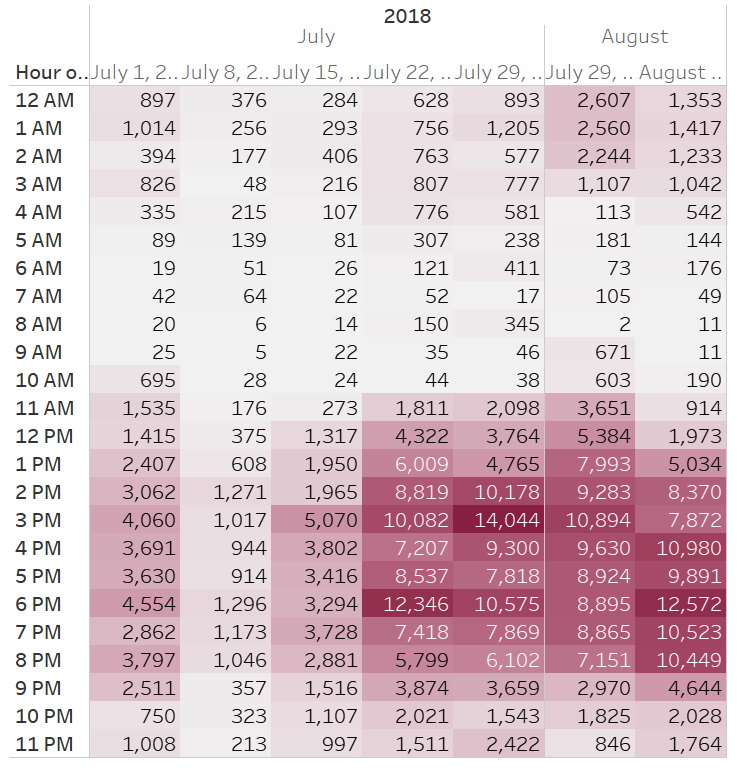 2018
July August
Hour o.. July 1, 2.. July 8, 2.. July 15, .. July 22, .. July 29, .. July 29, .. August ..
12 AM 897 376 284 628 893 2,607 1,353
1 AM 1,014 256 293 756 1,205 2,560 1,417
2 AM 394 177 406 763 577 2,244 1,233
3 AM 826 48 216 807 777 1,107 1,042
4 AM 335 215 107 776 581 113 542
5 AM 89 139 81 307 238 181 144
6 AM 19 51 26 121 411 73 176
7 AM 42 64 22 52 17 105 49
8 AM 20 6 14 150 345 2 11
9 AM 25 5 22 35 46 671 11
10 AM 695 28 24 44 38 603 190
11 AM 1,535 176 273 1,811 2,098 3,651 914
12 PM 1,415 375 1,317 4,322 3,764 5,384 1,973
1 PM 2,407 608 1,950 6,009 4,765 7,993 5,034
2 PM 3,062 1,271 1,965 8,819 10,178 9,283 8,370
3 PM 4,060 1,017 5,070 10,082 14,044 10,894 7,872
4 PM 3,691 944 3,802 7,207 9,300 9,630 10,980
5 PM 3,630 914 3,416 8,537 7,818 8,924 9,891
6 PM 4,554 1,296 3,294 12,346 10,575 8,895 12,572
7 PM 2,862 1,173 3,728 7,418 7,869 8,865 10,523
8 PM 3,797 1,046 2,881 5,799 6,102 7,151 10,449
9 PM 2,511 357 1,516 3,874 3,659 2,970 4,644
10 PM 750 323 1,107 2,021 1,543 1,825 2,028
11 PM 1,008 213 997 1,511 2,422 846 1,764